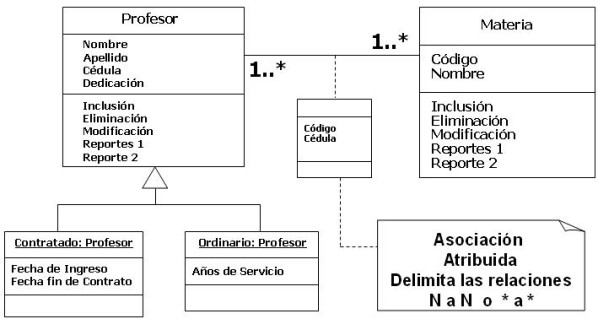 Profesor
Nombre
Apellido
Cédula
Dedicación
Inclusión
Eliminación
Modificación
Reportes 1
Reporte 2
1..*
1..*
Materia
Código
Nombre
Inclusión
Eliminación
Modificación
Reportes 1
Reporte 2
Código
Cédula
Contratado: Profesor
Fecha de Ingreso
Fecha fin de Contrato
Ordinario: Profesor
Años de Servicio
Asociación
Atribuida
Delimita las relaciones
N a N o * a *